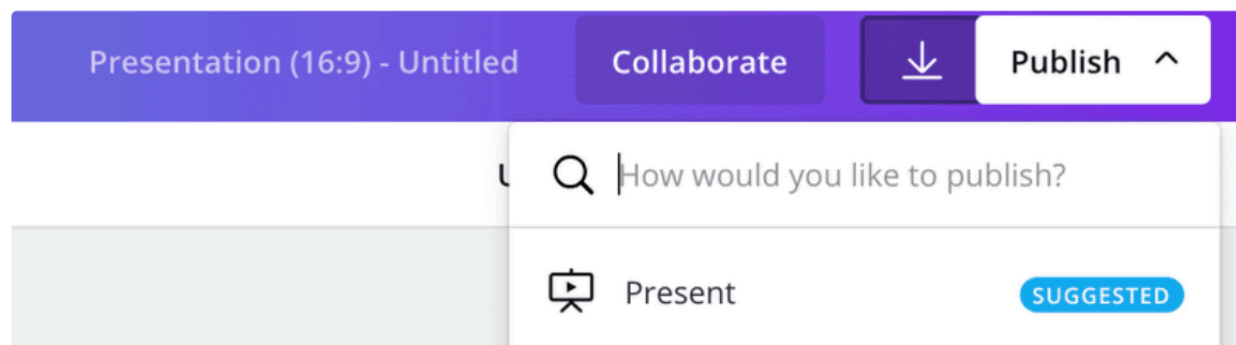 Presentation (16:9) - Untitled
Collaborate
Publish
How would you like to publish?
Present
SUGGESTED